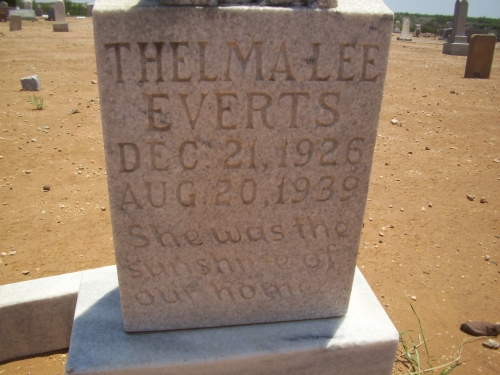 THELMA LEE
EVERTS
DEC. 21, 1926
AUG. 20, 1939
She was the
sunshine of
our home.